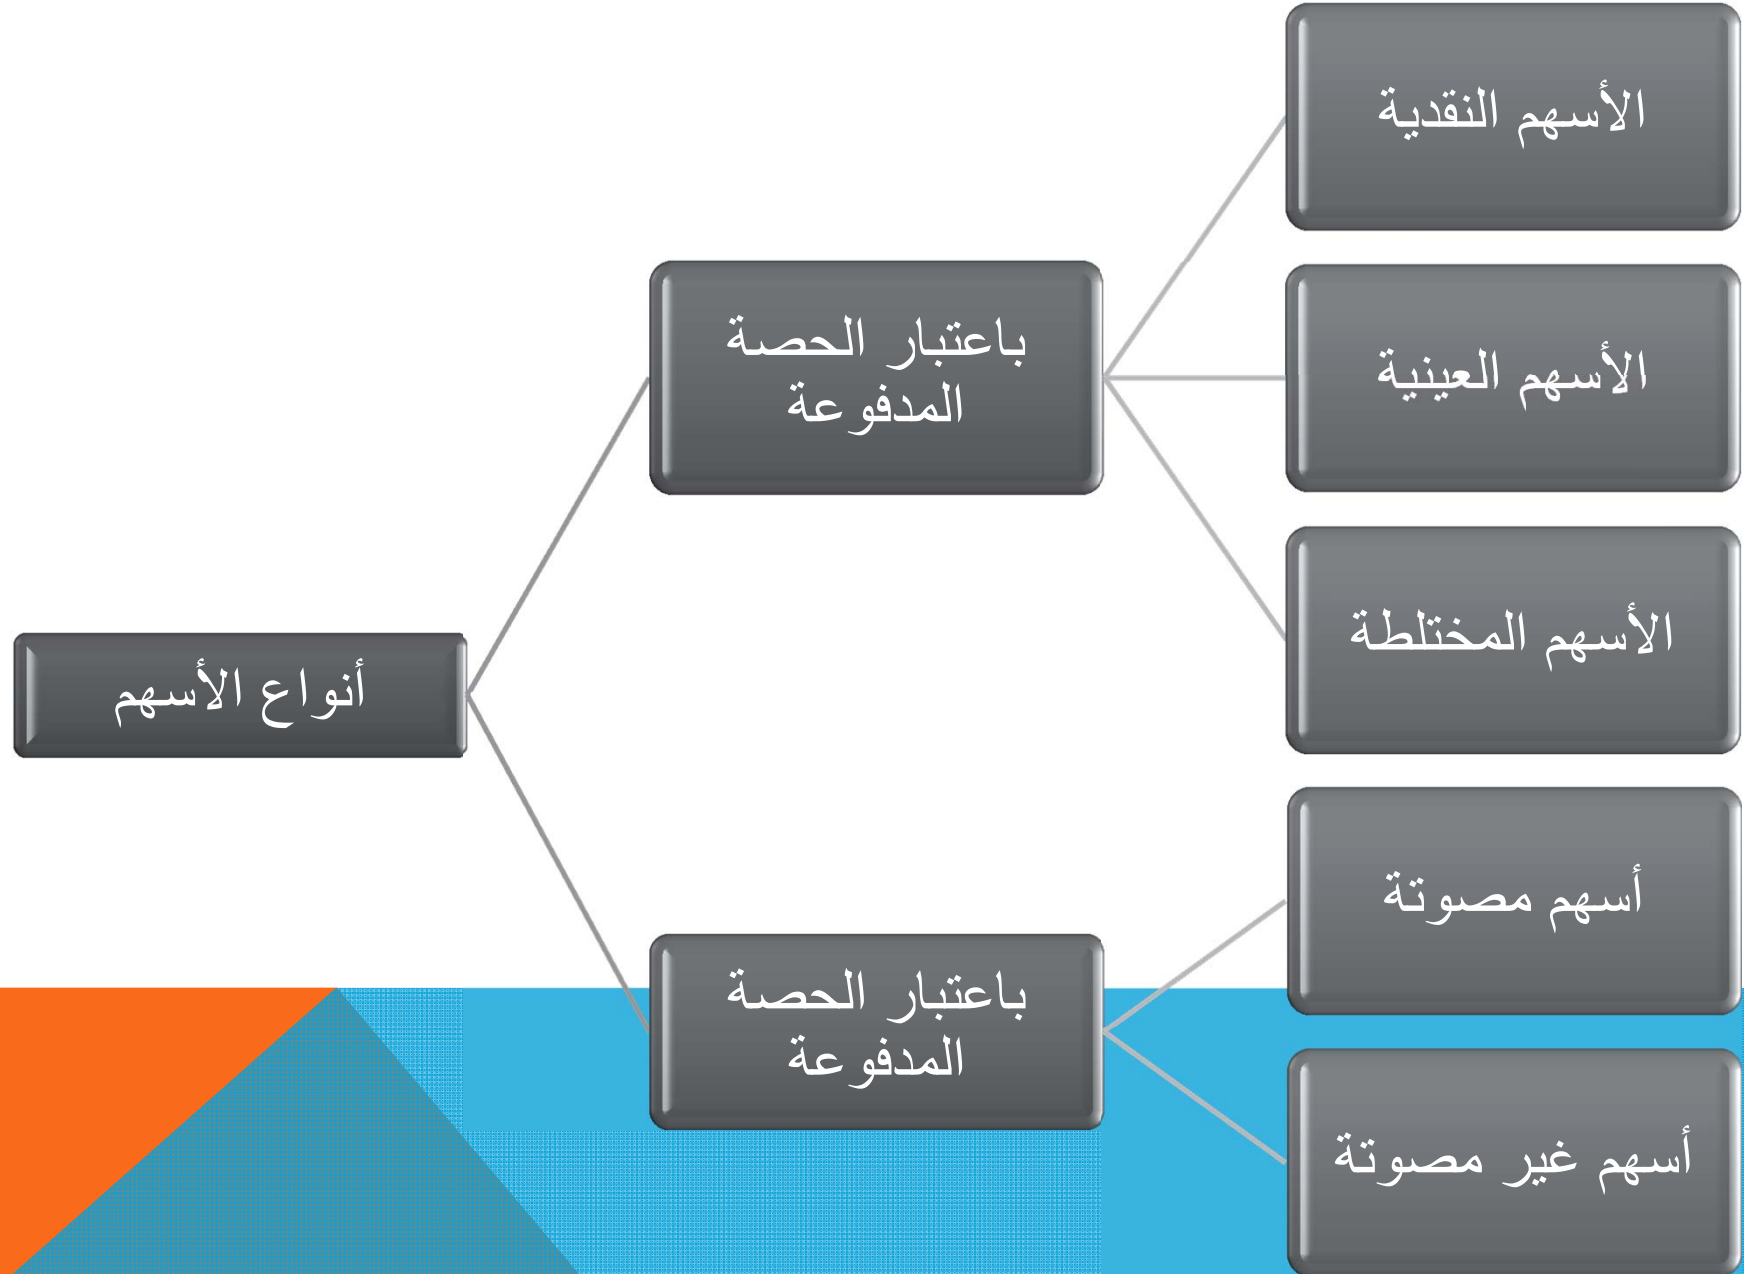 أنواع الأسهم
باعتبار الحصة
المدفوعة
الأسهم النقدية
الأسهم العينية
الأسهم المختلطة
باعتبار الحصة
المدفوعة
أسهم مصوتة
أسهم غير مصوتة